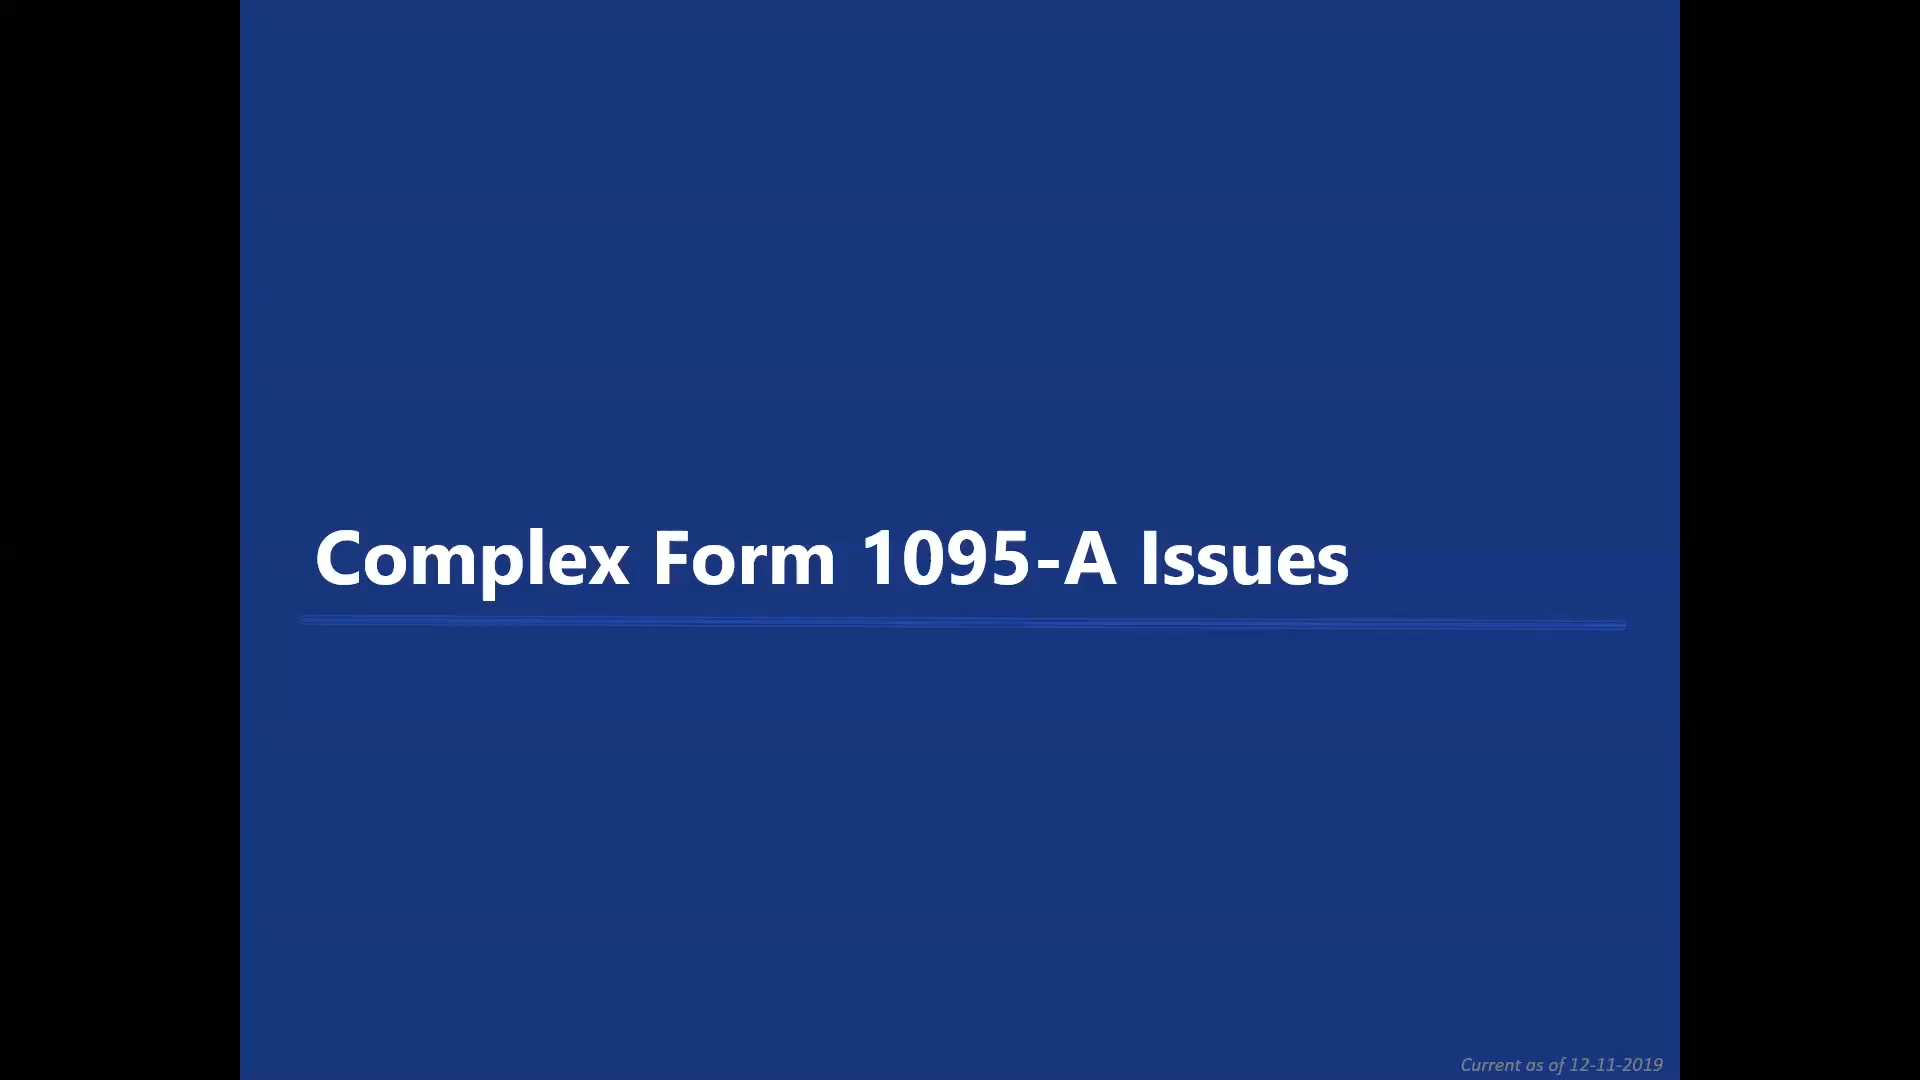 Complex Form 1095-A Issues
Current as of 12-11-2019